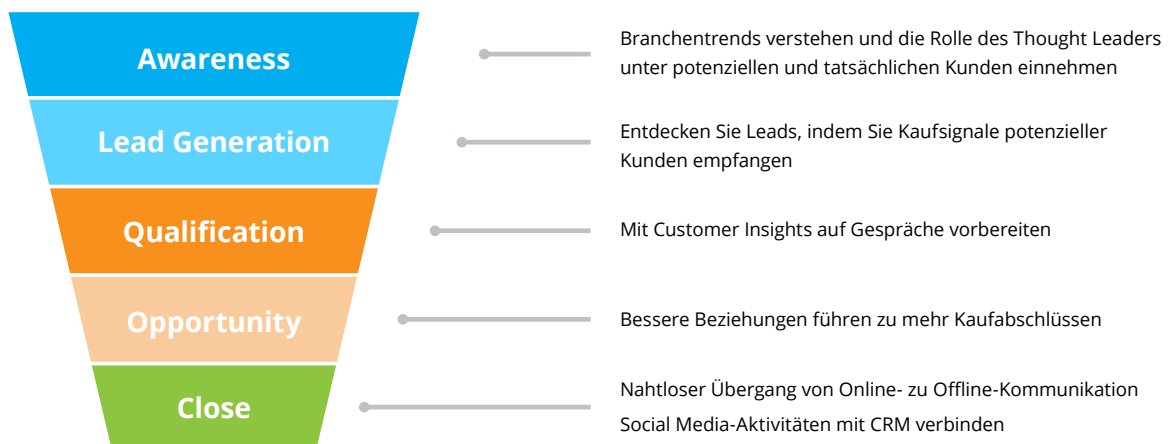 Awareness
Branchentrends verstehen und die Rolle des Thought Leaders
unter potenziellen und tatsächlichen Kunden einnehmen
Lead Generation
Entdecken Sie Leads, indem Sie Kaufsignale potenzieller
Kunden empfangen
Qualification
Mit Customer Insights auf Gespräche vorbereiten
Opportunity
Bessere Beziehungen führen zu mehr Kaufabschlüssen
Close
Nahtloser Übergang von Online- zu Offline-Kommunikation
Social Media-Aktivitäten mit CRM verbinden